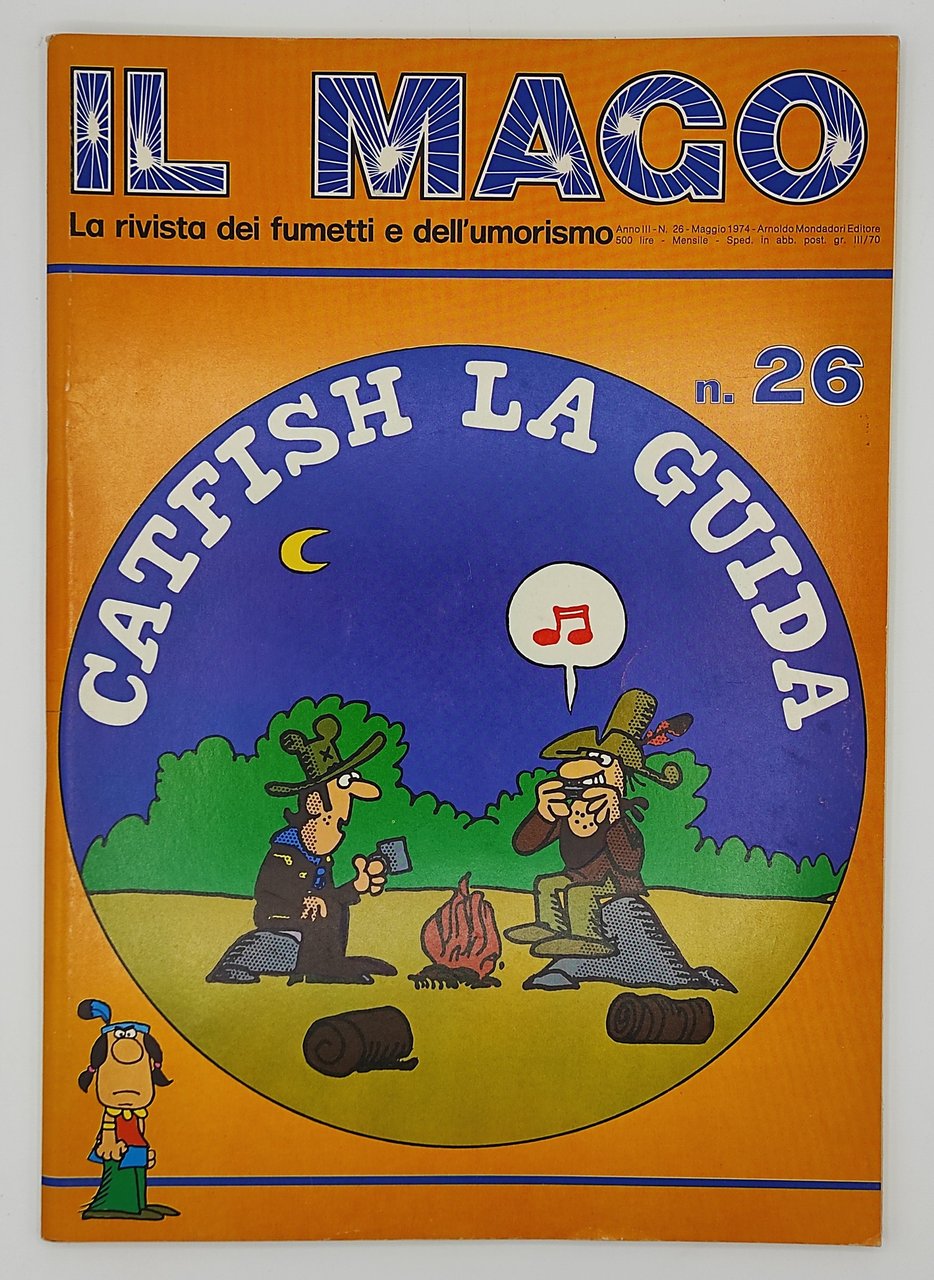 IL MAGO
La rivista dei fumetti e dell'umorismo
Anno III - N. 26 - Maggio 1974 - Arnoldo Mondadori Editore
500 lire - Mensile - Sped. in abb. post. gr. III/70
n. 26
CATFISH LA GUIDA